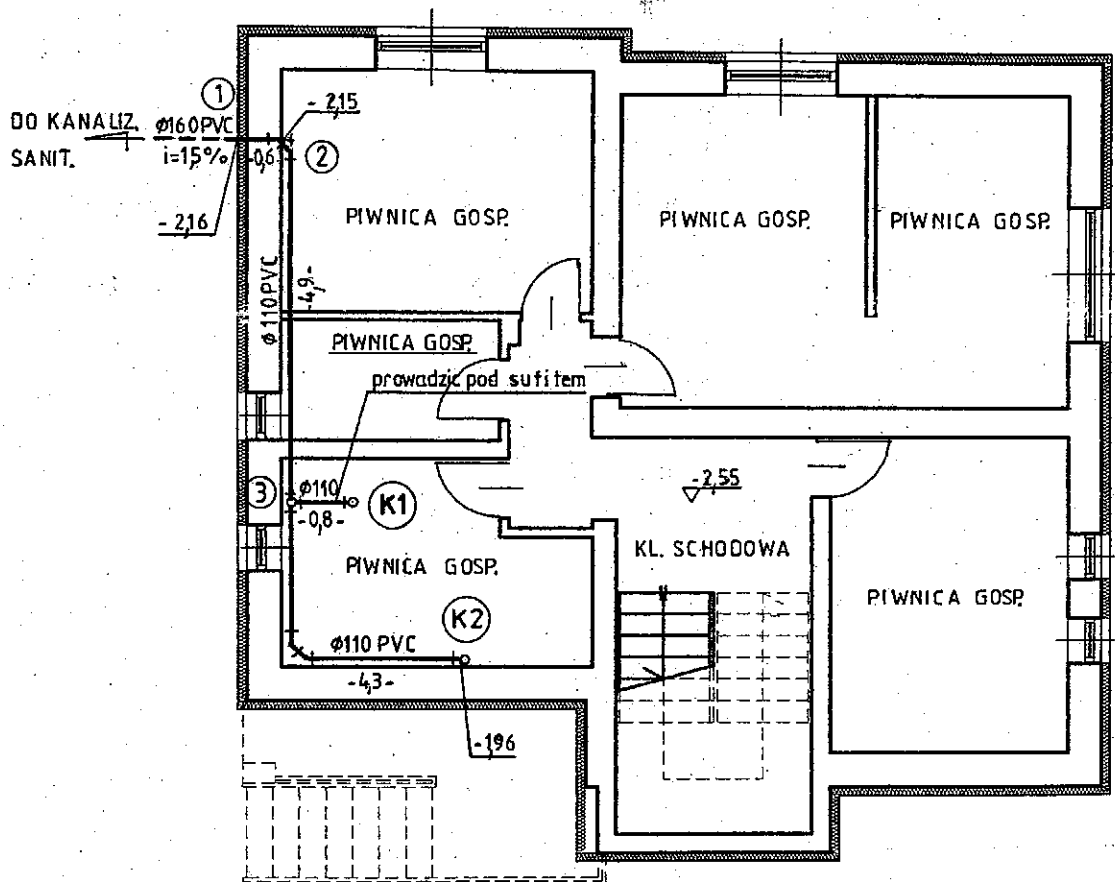 1
- 2,15
DO KANALIZ.
ø160PVC
SANIT.
i=1,5%
-0,6-
2
- 2,16
PIWNICA GOSP.
PIWNICA GOSP.
PIWNICA GOSP.
ø110PVC
-4,9-
PIWNICA GOSP.
prowadzić pod sufitem
3
ø110
-0,8-
K1
-2,55
PIWNICA GOSP.
KL. SCHODOWA
PIWNICA GOSP.
K2
ø110 PVC
-4,3-
-1,96